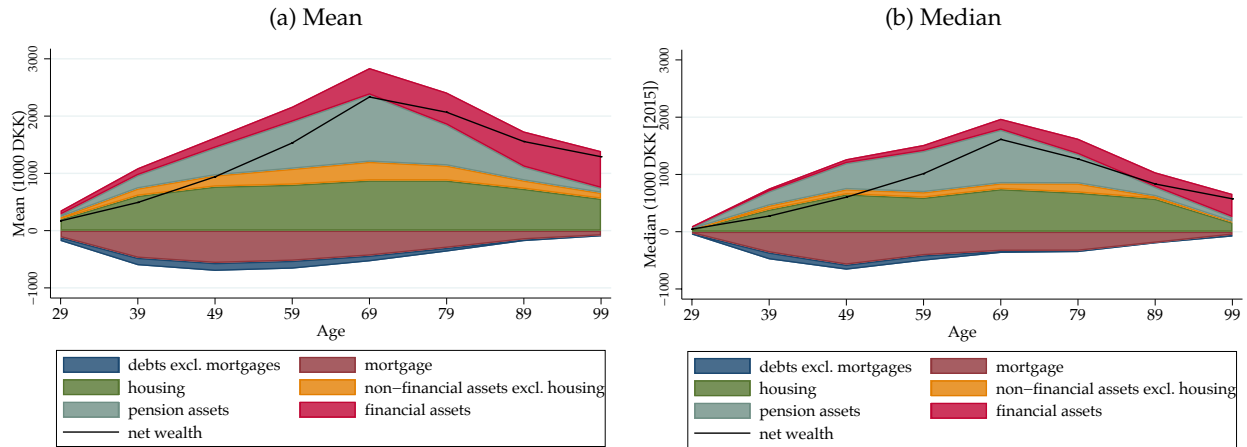 (a) Mean
Mean (1000 DKK)
3000
2000
1000
0
−1000
29 39 49 59 69 79 89 99
Age
debts excl. mortgages mortgage
housing non−financial assets excl. housing
pension assets financial assets
net wealth
(b) Median
Median (1000 DKK [2015])
3000
2000
1000
0
−1000
29 39 49 59 69 79 89 99
Age
debts excl. mortgages mortgage
housing non−financial assets excl. housing
pension assets financial assets
net wealth